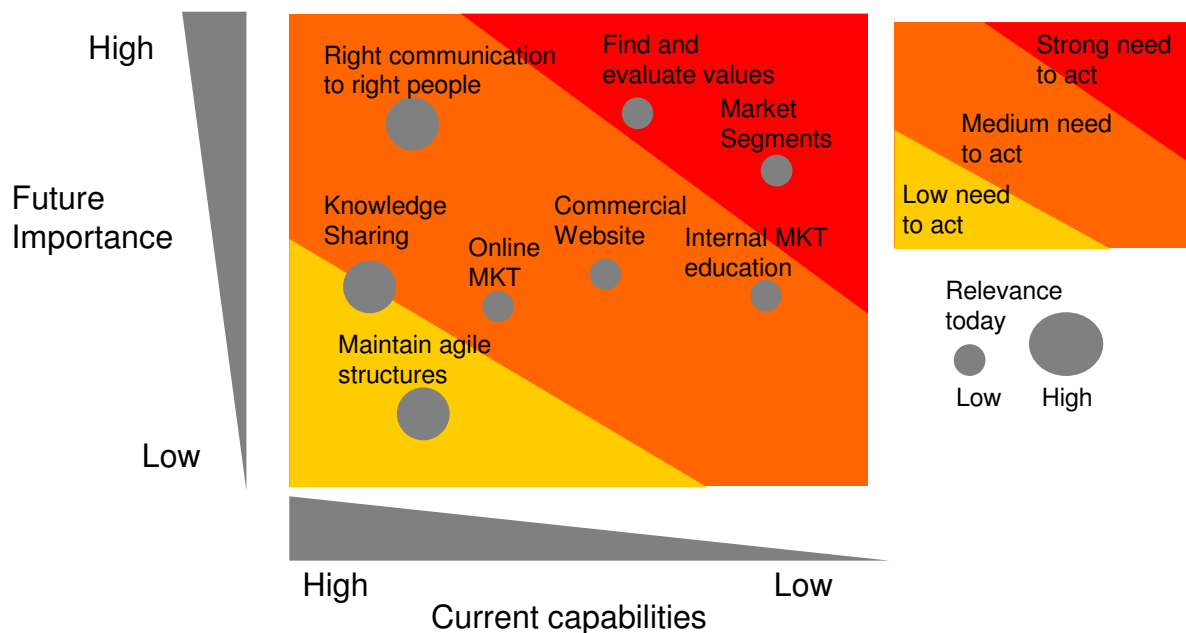 High
Future
Importance
Low
Right communication
to right people
Find and
evaluate values
Market
Segments
Knowledge
Sharing
Online
MKT
Commercial
Website
Internal MKT
education
Maintain agile
structures
High
Low
Current capabilities
Strong need
to act
Medium need
to act
Low need
to act
Relevance
today
Low
High